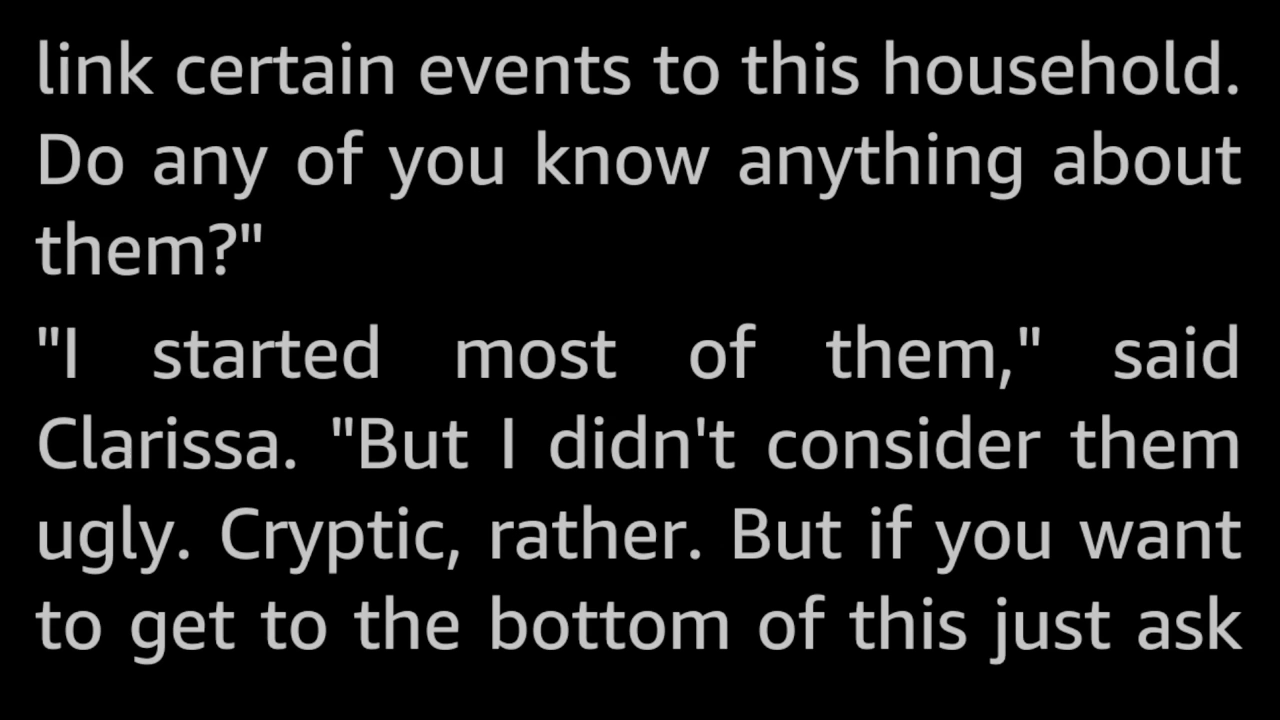 link certain events to this household.
Do any of you know anything about
them?"
"I started most of them," said
Clarissa. "But I didn't consider them
ugly. Cryptic, rather. But if you want
to get to the bottom of this just ask